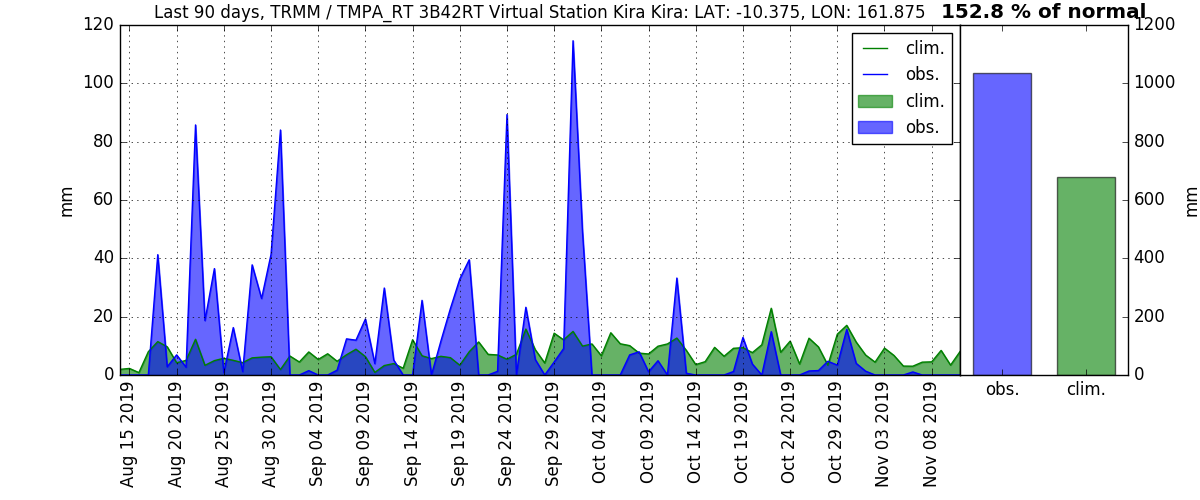 Last 90 days, TRMM / TMPA_RT 3B42RT Virtual Station Kira Kira: LAT: -10.375, LON: 161.875 152.8 % of normal
120
100
80
60
40
20
0
mm
clim.
obs.
clim.
obs.
1200
1000
800
600
400
200
0
mm
Aug 15 2019
Aug 20 2019
Aug 25 2019
Aug 30 2019
Sep 04 2019
Sep 09 2019
Sep 14 2019
Sep 19 2019
Sep 24 2019
Sep 29 2019
Oct 04 2019
Oct 09 2019
Oct 14 2019
Oct 19 2019
Oct 24 2019
Oct 29 2019
Nov 03 2019
Nov 08 2019
obs.
clim.